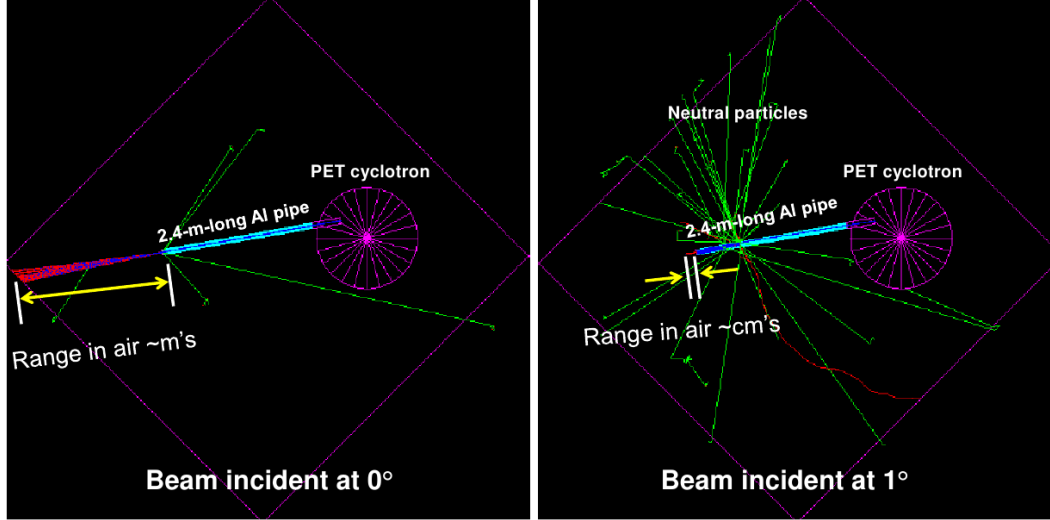 PET cyclotron
2.4-m-long Al pipe
Range in air ~m's
Beam incident at 0°
Neutral particles
PET cyclotron
2.4-m-long Al pipe
Range in air ~cm's
Beam incident at 1°